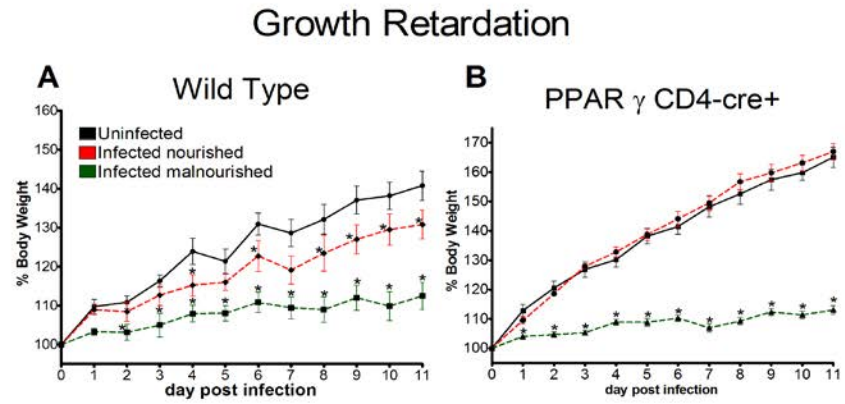 Growth Retardation
A
Wild Type
% Body Weight
160
150
140
130
120
110
100
Uninfected
Infected nourished
Infected malnourished
* * * * * *
* * * * * * * * * *
0 1 2 3 4 5 6 7 8 9 10 11
day post infection
B
PPAR γ CD4-cre+
% Body Weight
170
160
150
140
130
120
110
100
* * * * * * * * * * *
0 1 2 3 4 5 6 7 8 9 10 11
day post infection